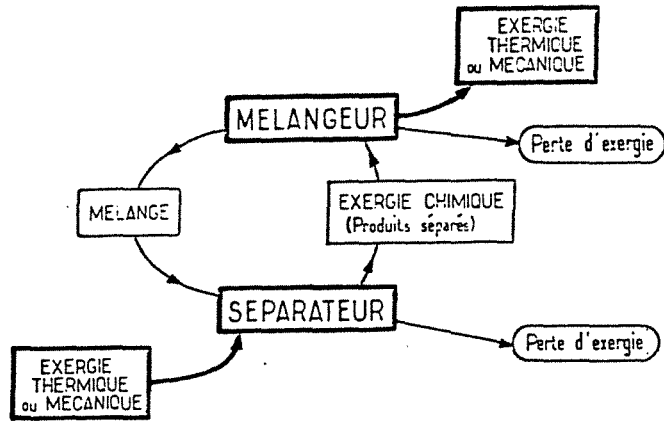 EXERGIE
THERMIQUE
ou MECANIQUE
MELANGEUR
Perte d'exergie
MELANGE
EXERGIE CHIMIQUE
(Produits séparés)
SEPARATEUR
Perte d'exergie
EXERGIE
THERMIQUE
ou MECANIQUE